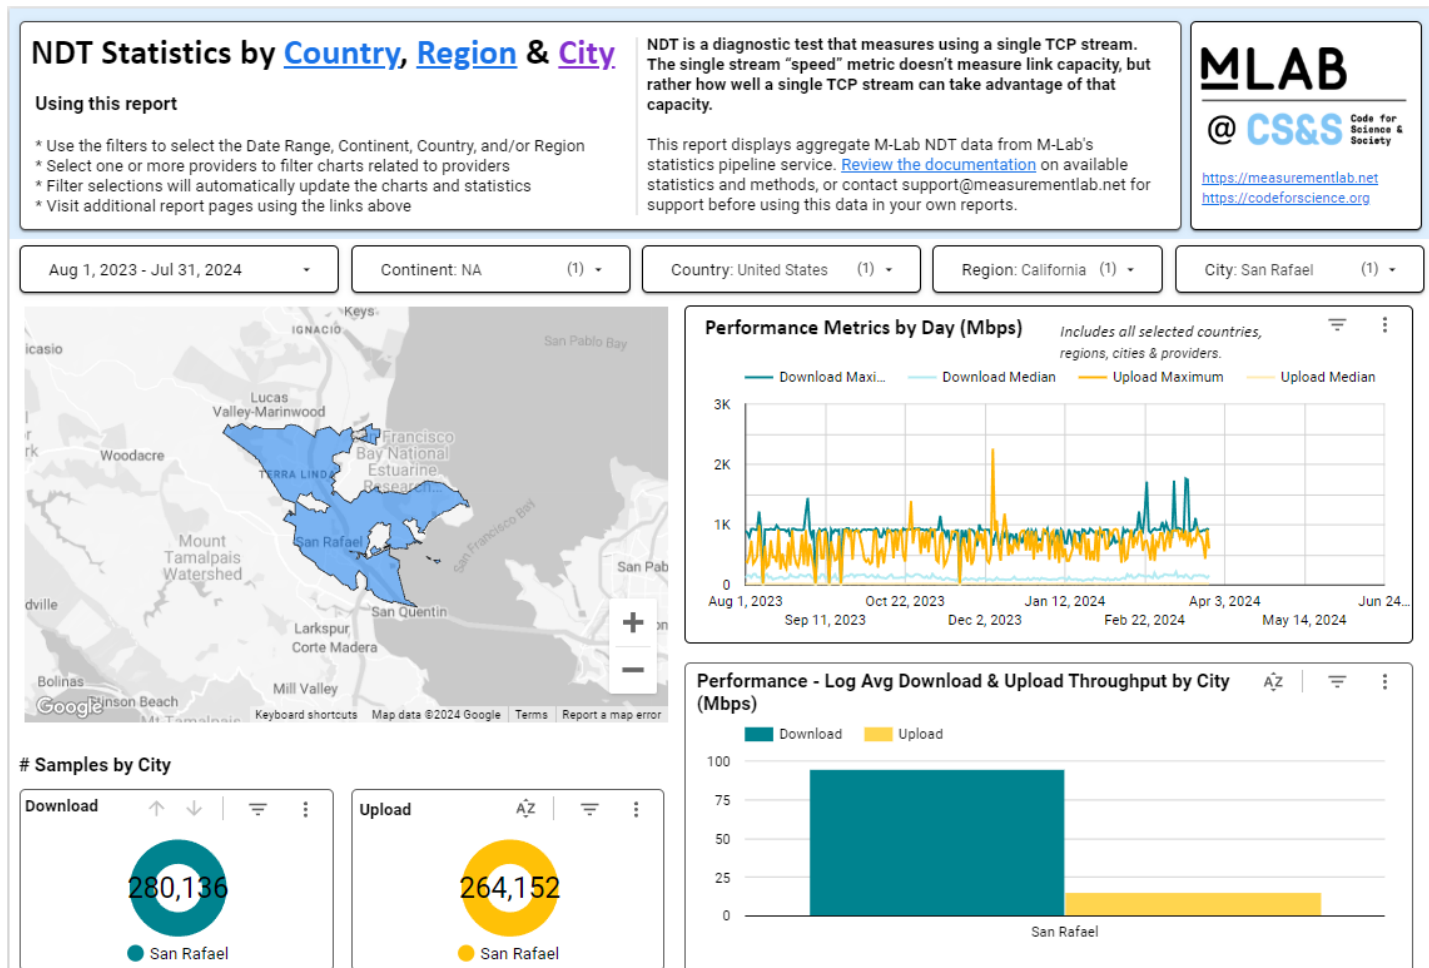 NDT Statistics by Country, Region & City
Using this report
* Use the filters to select the Date Range, Continent, Country, and/or Region
* Select one or more providers to filter charts related to providers
* Filter selections will automatically update the charts and statistics
* Visit additional report pages using the links above
NDT is a diagnostic test that measures using a single TCP stream.
The single stream “speed” metric doesn’t measure link capacity, but
rather how well a single TCP stream can take advantage of that
capacity.
This report displays aggregate M-Lab NDT data from M-Lab's
statistics pipeline service. Review the documentation on available
statistics and methods, or contact support@measurementlab.net for
support before using this data in your own reports.
MLAB
@ CS&S Code for
Science &
Society
https://measurementlab.net
https://codeforscience.org
Aug 1, 2023 - Jul 31, 2024
Continent: NA (1)
Country: United States (1)
Region: California (1)
City: San Rafael (1)
Keys
IGNACIO
icasio
San Pablo Bay
Lucas
Valley-Marinwood
Woodacre
Francisco
Bay National
Estuarine
Research...
TERRA LINDA
San Rafael
San Francisco Bay
Mount
Tamalpais
Watershed
San Pab
dville
San Quentin
Larkspur
Corte Madera
Bolinas
Mill Valley
Stinson Beach
Google
Mt Tamalpais
Keyboard shortcuts
Map data ©2024 Google
Terms
Report a map error
Performance Metrics by Day (Mbps)
Includes all selected countries,
regions, cities & providers.
Download Maxi...
Download Median
Upload Maximum
Upload Median
3K
2K
1K
0
Aug 1, 2023
Oct 22, 2023
Jan 12, 2024
Apr 3, 2024
Jun 24...
Sep 11, 2023
Dec 2, 2023
Feb 22, 2024
May 14, 2024
# Samples by City
Download
280,136
San Rafael
Upload
AZ
264,152
San Rafael
Performance - Log Avg Download & Upload Throughput by City
(Mbps)
AZ
Download
Upload
100
75
50
25
0
San Rafael